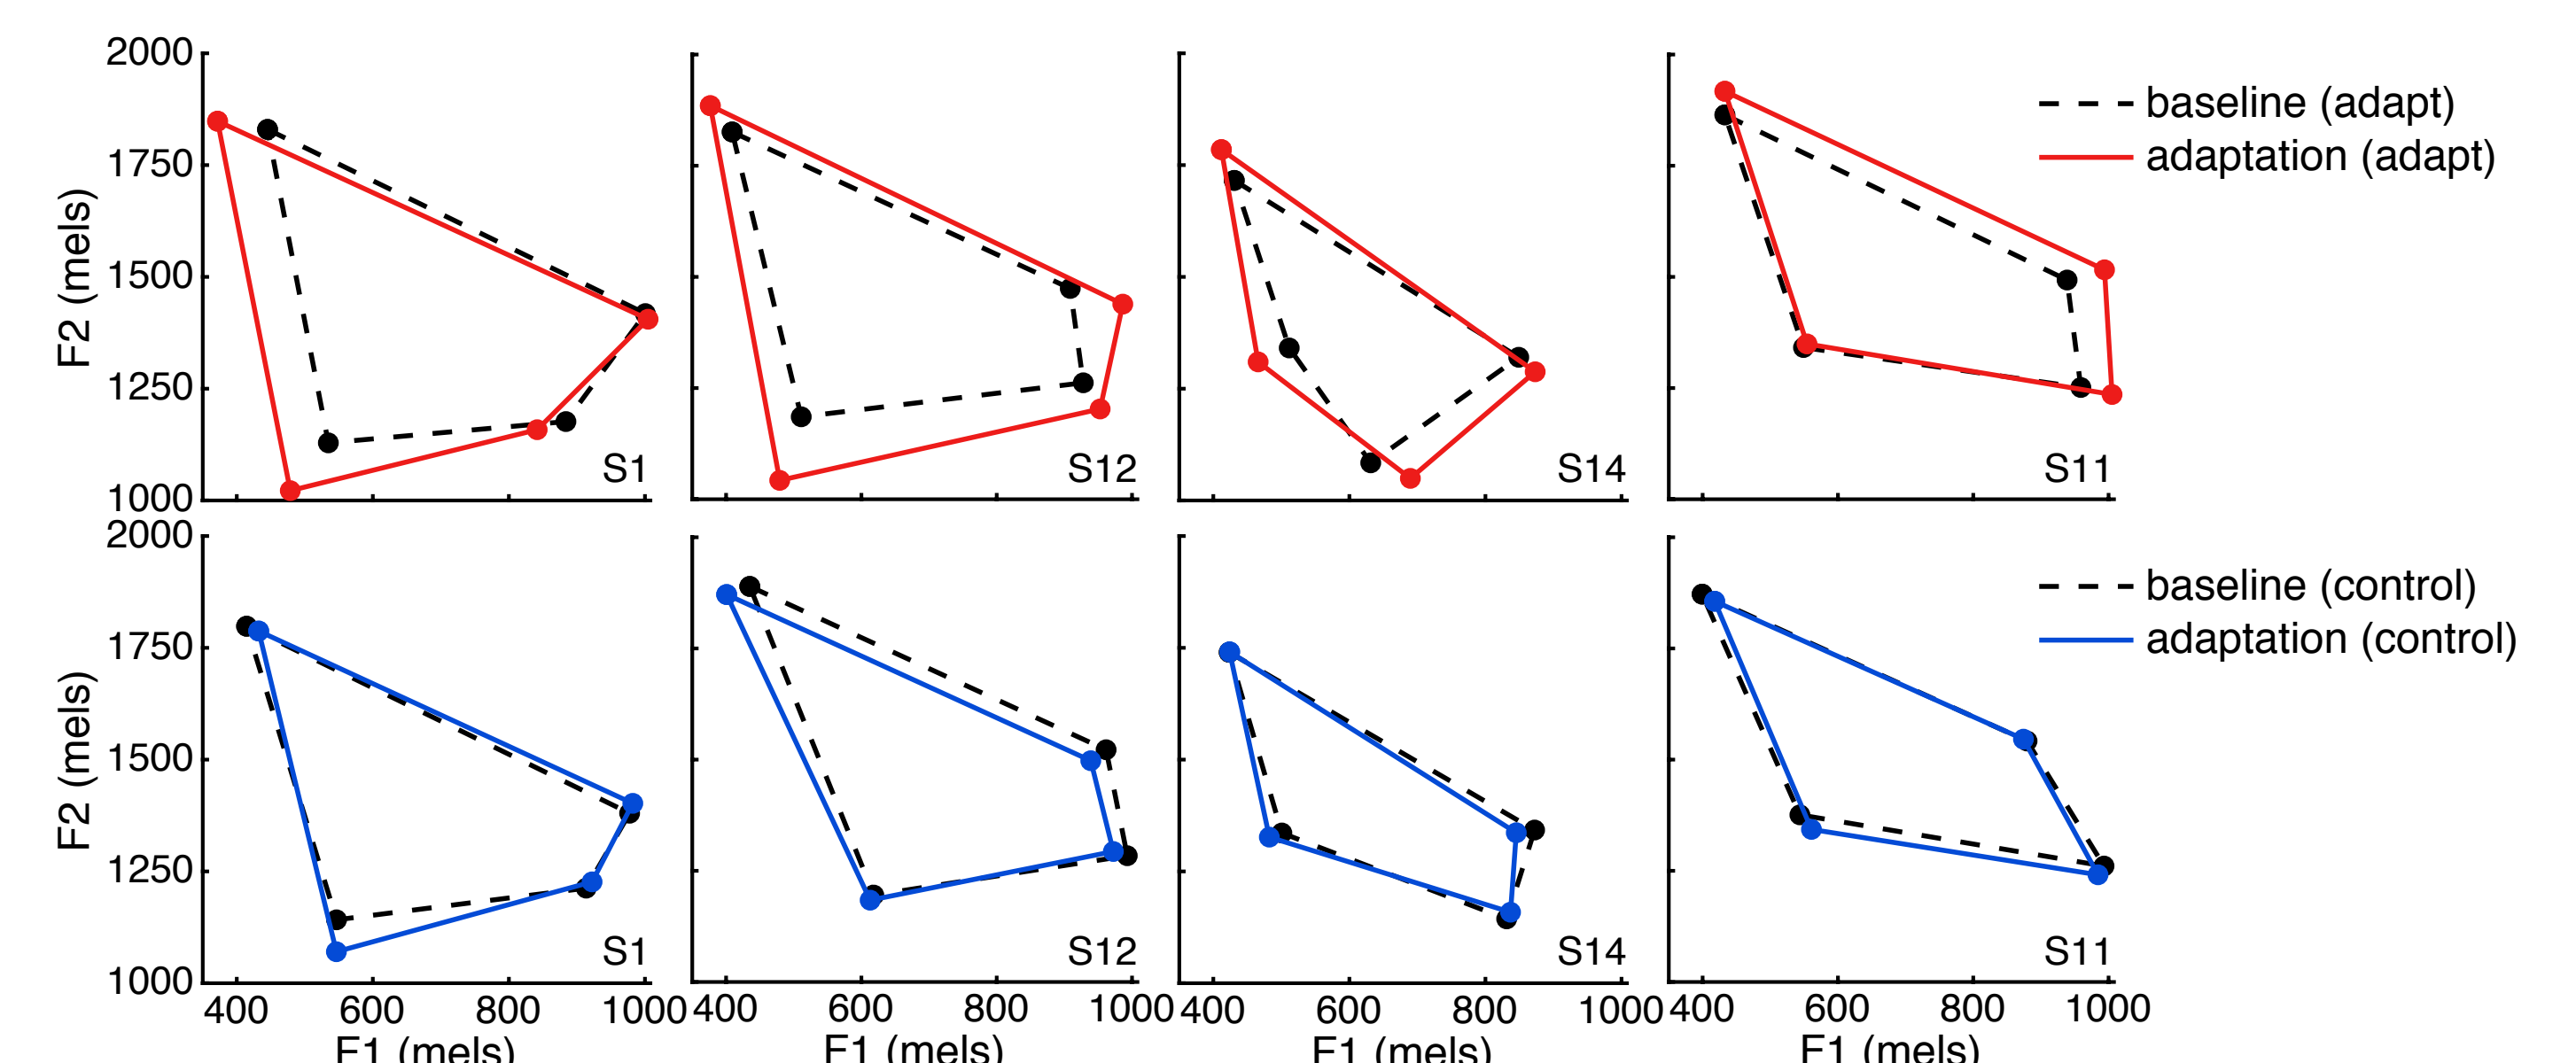 2000
1750
1500
1250
1000
F2 (mels)
S1
S12
S14
S11
baseline (adapt)
adaptation (adapt)
2000
1750
1500
1250
1000
F2 (mels)
S1
S12
S14
S11
baseline (control)
adaptation (control)
400 600 800 1000
400 600 800 1000
400 600 800 1000
400 600 800 1000
F1 (mels)
F1 (mels)
F1 (mels)
F1 (mels)